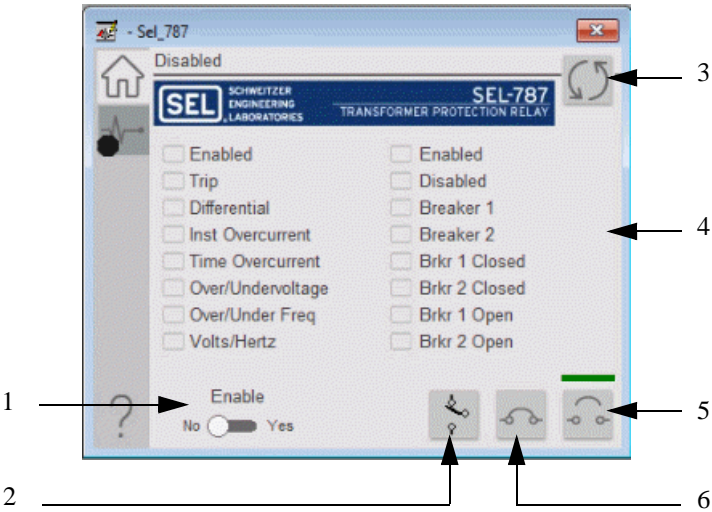 - Sel_787
Disabled
SEL SCHWEITZER ENGINEERING LABORATORIES
SEL-787
TRANSFORMER PROTECTION RELAY
Enabled Enabled
Trip Disabled
Differential Breaker 1
Inst Overcurrent Breaker 2
Time Overcurrent Brkr 1 Closed
Over/Undervoltage Brkr 2 Closed
Over/Under Freq Brkr 1 Open
Volts/Hertz Brkr 2 Open
Enable
No Yes
?
1
2
3
4
5
6